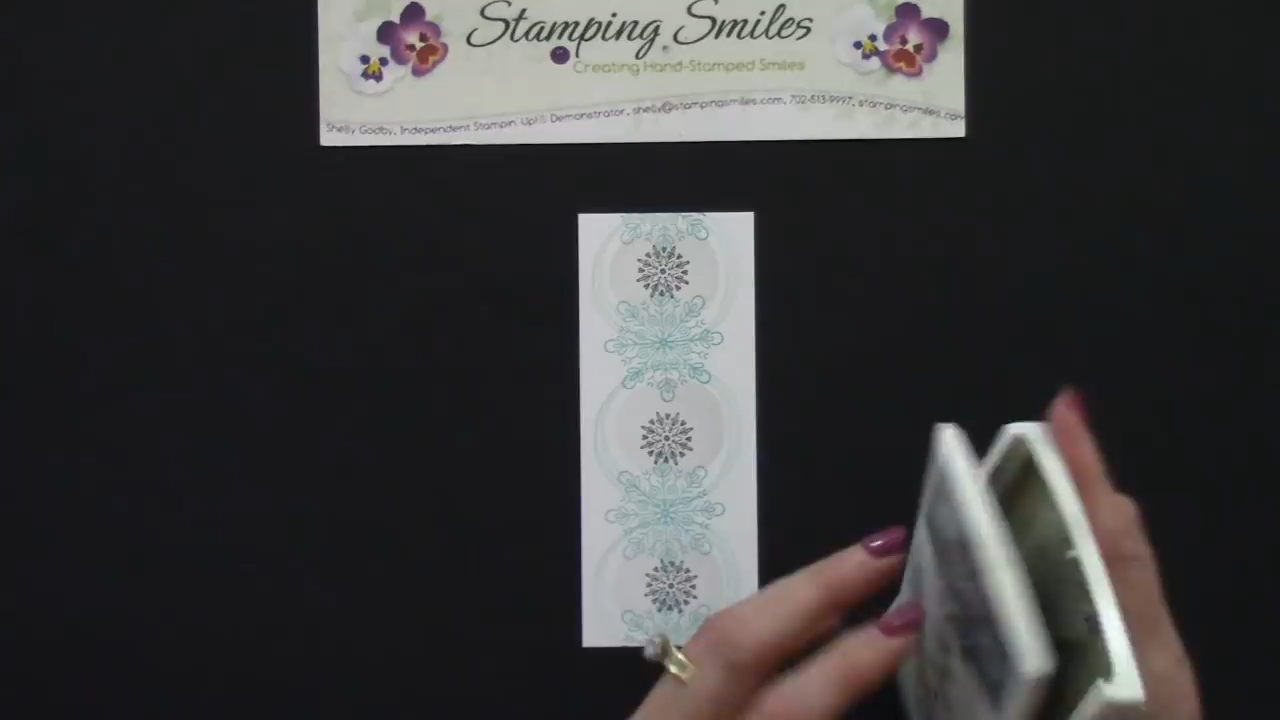 Stamping Smiles
Creating Hand-Stamped Smiles
Shelly Godby, Independent Stampin' Up!® Demonstrator, shelly@stampingsmiles.com, 702-513-9997, stampingsmiles.com